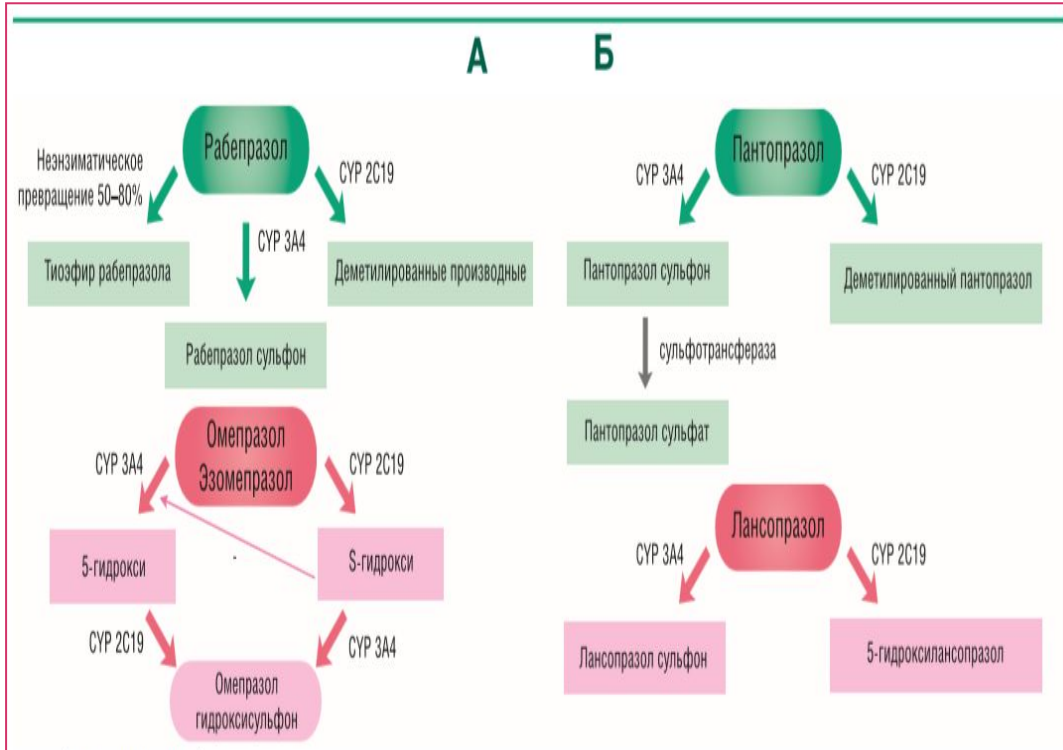 А
Б
Рабепразол
Неэнзиматическое
превращение 50–80%
CYP 2C19
CYP 3A4
Тиоэфир рабепразола
Деметилированные производные
Рабепразол сульфон
Омепразол
Эзомепразол
CYP 3A4
CYP 2C19
5-гидрокси
-
S-гидрокси
CYP 2C19
CYP 3A4
Омепразол
гидроксисульфон
Пантопразол
CYP 3A4
CYP 2C19
Пантопразол сульфон
Деметилированный пантопразол
сульфотрансфераза
Пантопразол сульфат
Лансопразол
CYP 3A4
CYP 2C19
Лансопразол сульфон
5-гидроксилансопразол